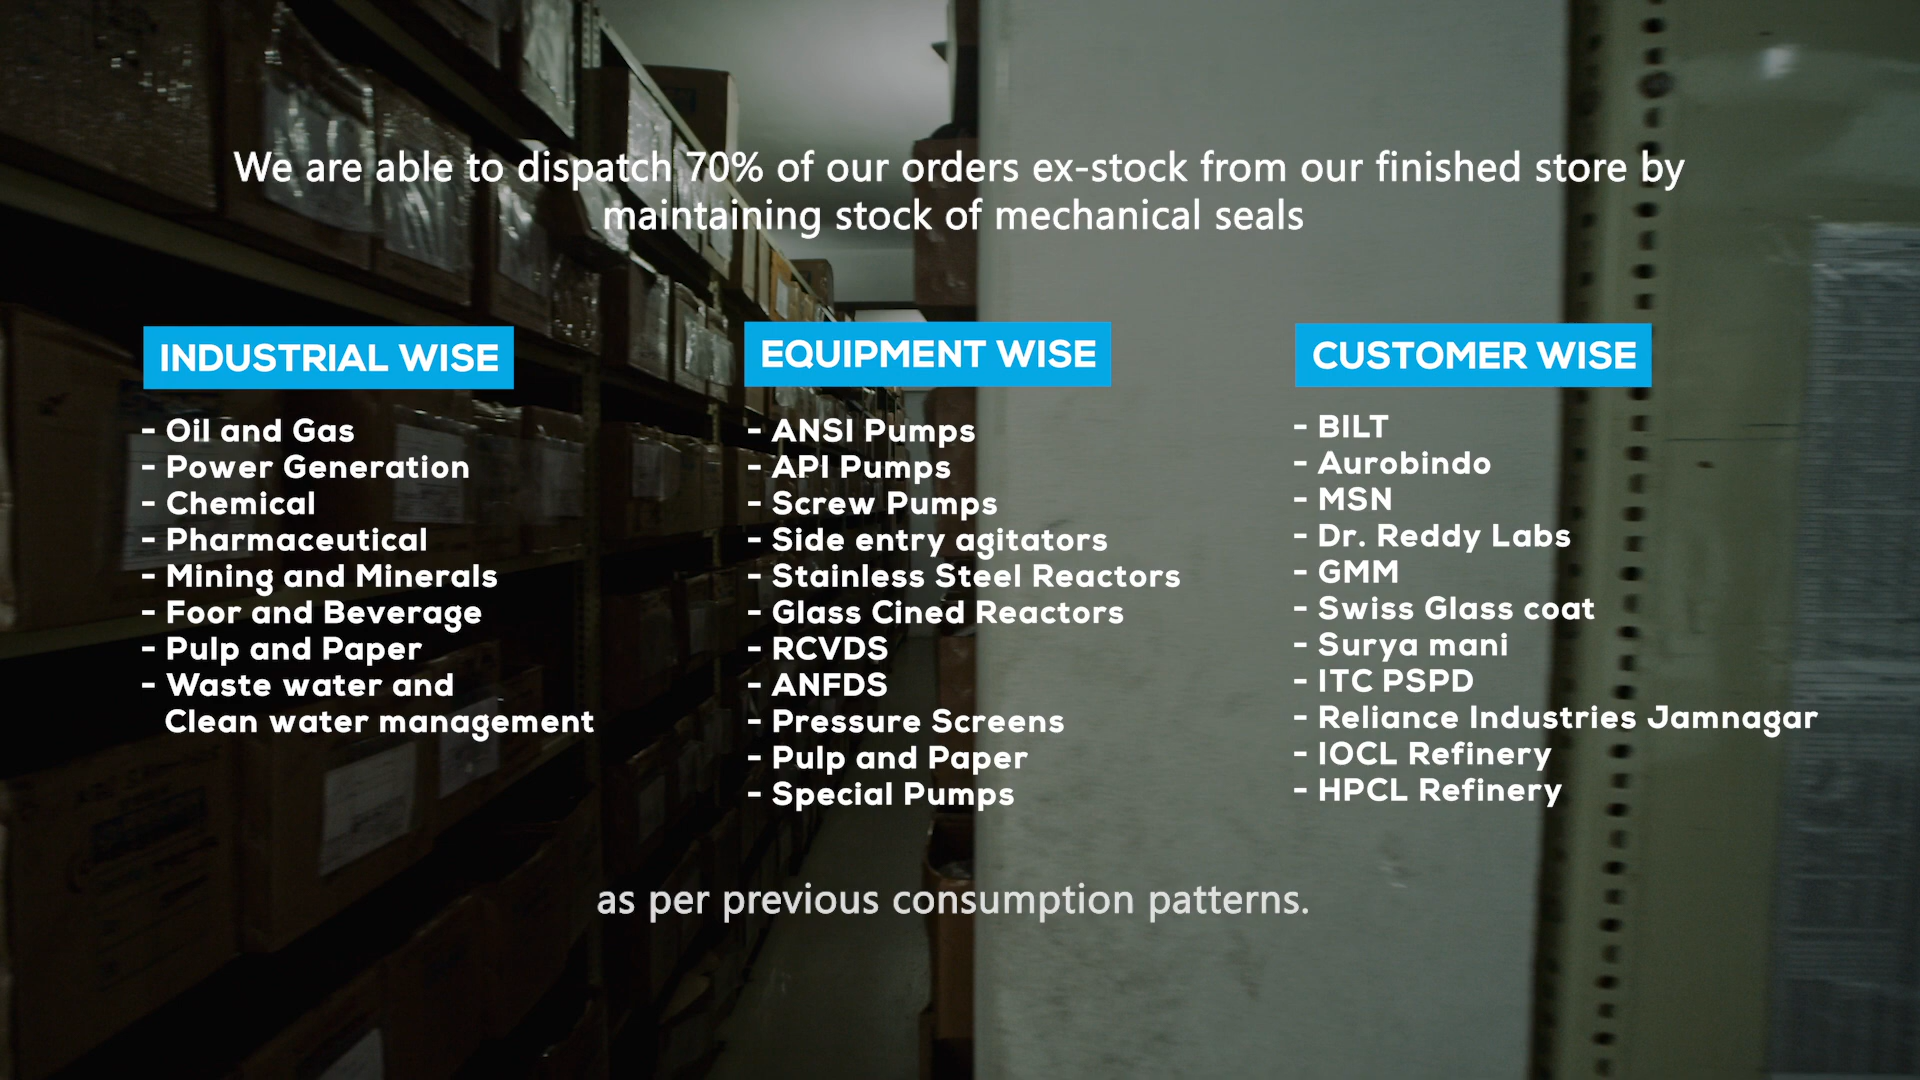 We are able to dispatch 70% of our orders ex-stock from our finished store by
maintaining stock of mechanical seals
INDUSTRIAL WISE
- Oil and Gas
- Power Generation
- Chemical
- Pharmaceutical
- Mining and Minerals
- Foor and Beverage
- Pulp and Paper
- Waste water and
Clean water management
EQUIPMENT WISE
- ANSI Pumps
- API Pumps
- Screw Pumps
- Side entry agitators
- Stainless Steel Reactors
- Glass Cined Reactors
- RCVDS
- ANFDS
- Pressure Screens
- Pulp and Paper
- Special Pumps
CUSTOMER WISE
- BILT
- Aurobindo
- MSN
- Dr. Reddy Labs
- GMM
- Swiss Glass coat
- Surya mani
- ITC PSPD
- Reliance Industries Jamnagar
- IOCL Refinery
- HPCL Refinery
as per previous consumption patterns.